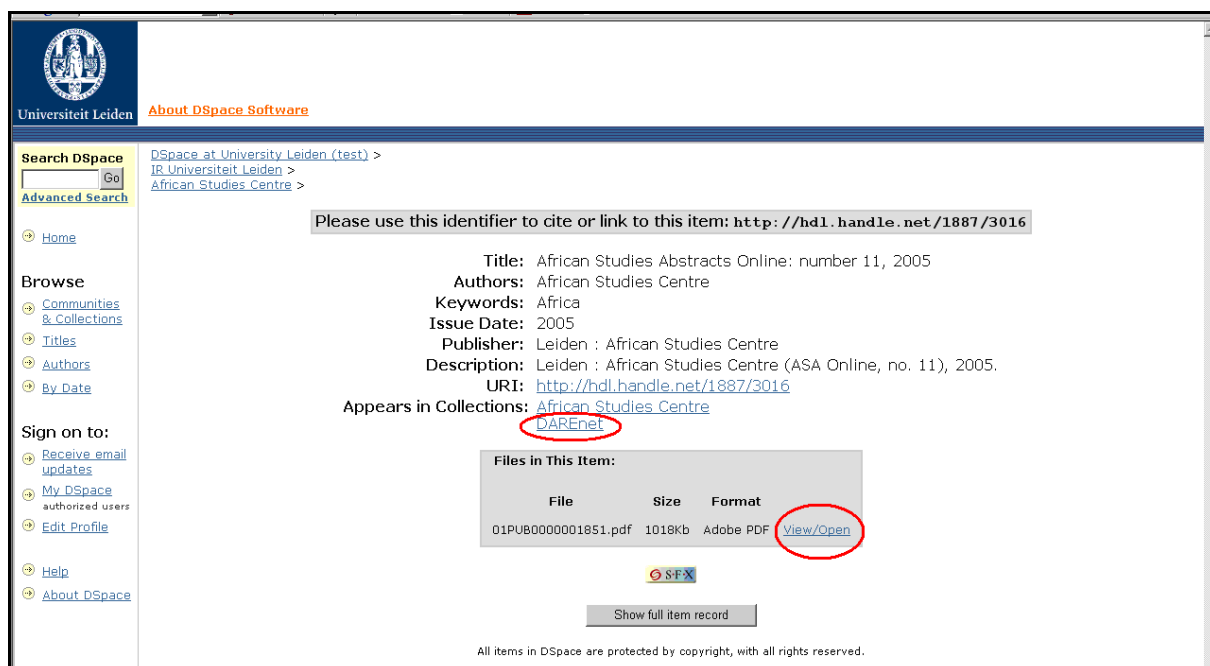 Universiteit Leiden
About DSpace Software
Search DSpace
Go
Advanced Search
Home
Browse
Communities
& Collections
Titles
Authors
By Date
Sign on to:
Receive email
updates
My DSpace
authorized users
Edit Profile
Help
About DSpace
DSpace at University Leiden (test) >
IR Universiteit Leiden >
African Studies Centre >
Please use this identifier to cite or link to this item: http://hdl.handle.net/1887/3016
Title: African Studies Abstracts Online: number 11, 2005
Authors: African Studies Centre
Keywords: Africa
Issue Date: 2005
Publisher: Leiden : African Studies Centre
Description: Leiden : African Studies Centre (ASA Online, no. 11), 2005.
URI: http://hdl.handle.net/1887/3016
Appears in Collections: African Studies Centre
DAREnet
Files in This Item:
File Size Format
01PUB0000001851.pdf 1018Kb Adobe PDF View/Open
S·F·X
Show full item record
All items in DSpace are protected by copyright, with all rights reserved.